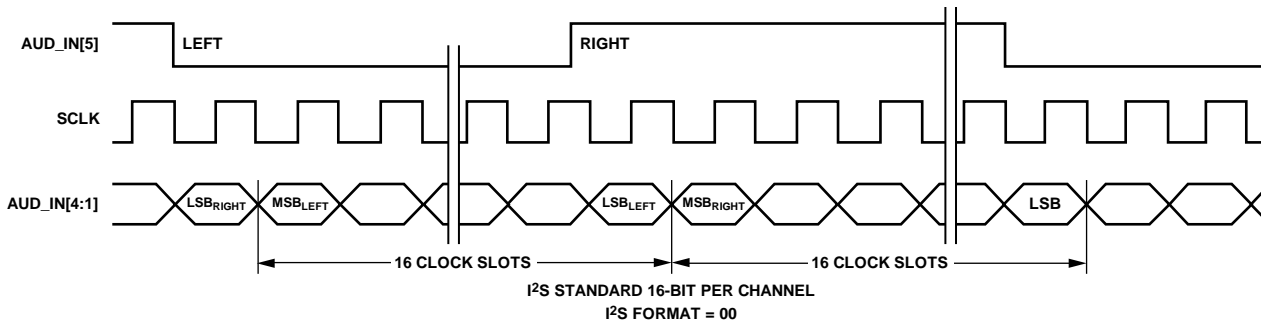 AUD_IN[5] LEFT RIGHT
SCLK
AUD_IN[4:1] LSBRIGHT MSBLEFT LSBLEFT MSBRIGHT LSB
16 CLOCK SLOTS 16 CLOCK SLOTS
I²S STANDARD 16-BIT PER CHANNEL
I²S FORMAT = 00